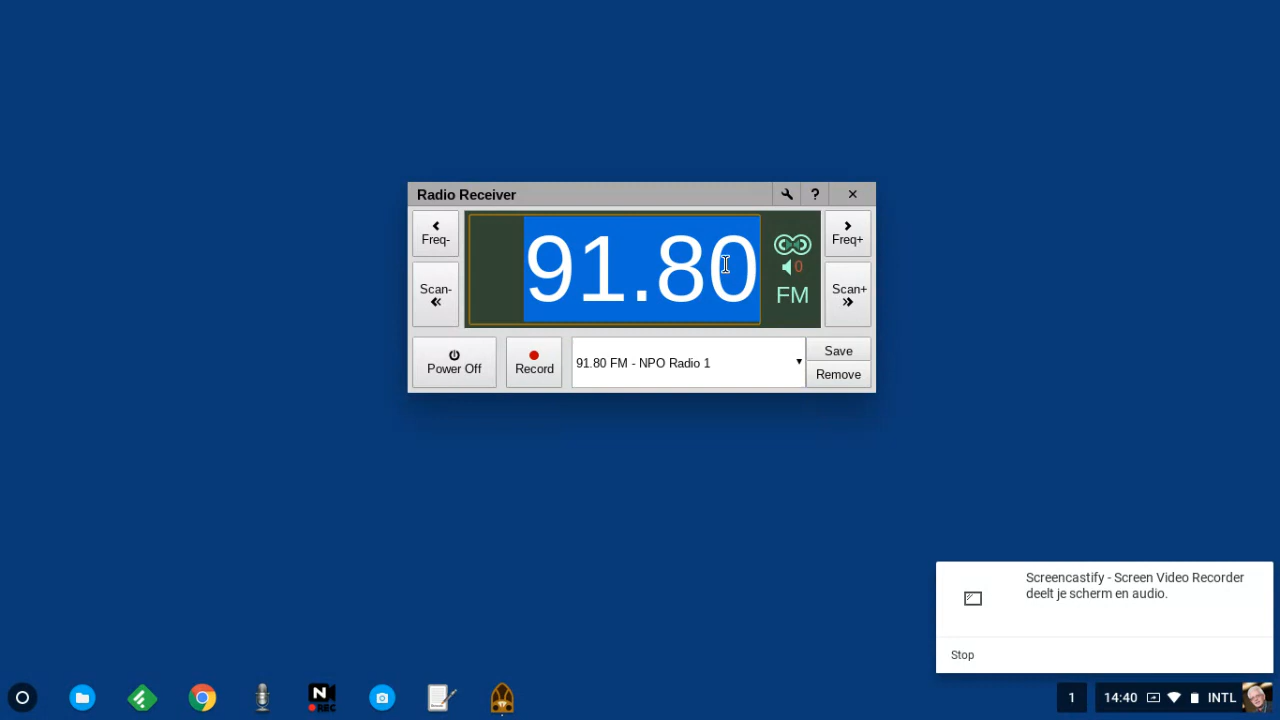 Radio Receiver
?
Freq-
91.80
0
FM
Freq+
Scan-
Scan+
Power Off
Record
91.80 FM - NPO Radio 1
Save
Remove
Screencastify - Screen Video Recorder
deelt je scherm en audio.
Stop
N
REC
1
14:40
INTL